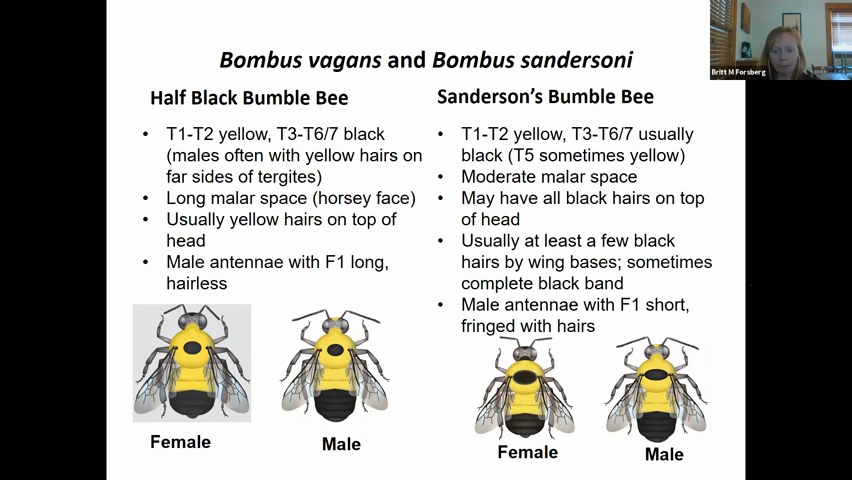 Bombus vagans and Bombus sandersoni
Britt M Forsberg
Half Black Bumble Bee
• T1-T2 yellow, T3-T6/7 black
(males often with yellow hairs on
far sides of tergites)
• Long malar space (horsey face)
• Usually yellow hairs on top of
head
• Male antennae with F1 long,
hairless
Female
Male
Sanderson's Bumble Bee
• T1-T2 yellow, T3-T6/7 usually
black (T5 sometimes yellow)
• Moderate malar space
• May have all black hairs on top
of head
• Usually at least a few black
hairs by wing bases; sometimes
complete black band
• Male antennae with F1 short,
fringed with hairs
Female
Male